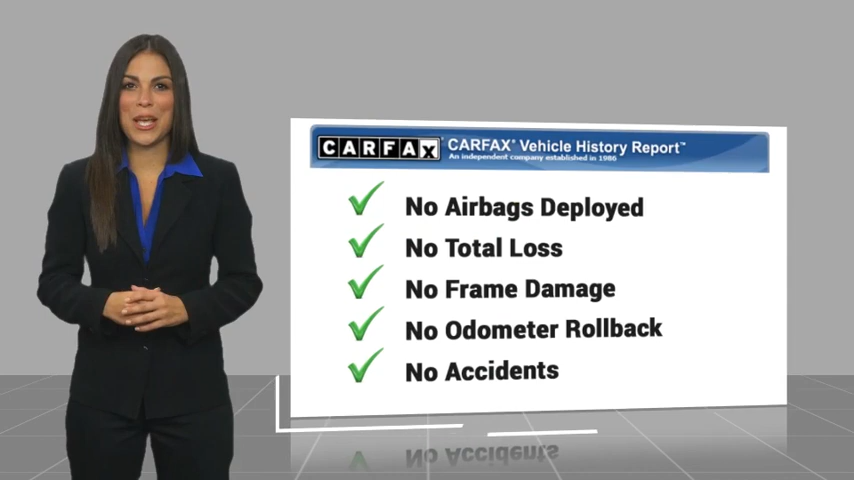 CARFAX® CARFAX® Vehicle History Report™
An independent company established in 1986
No Airbags Deployed
No Total Loss
No Frame Damage
No Odometer Rollback
No Accidents
No Accidents